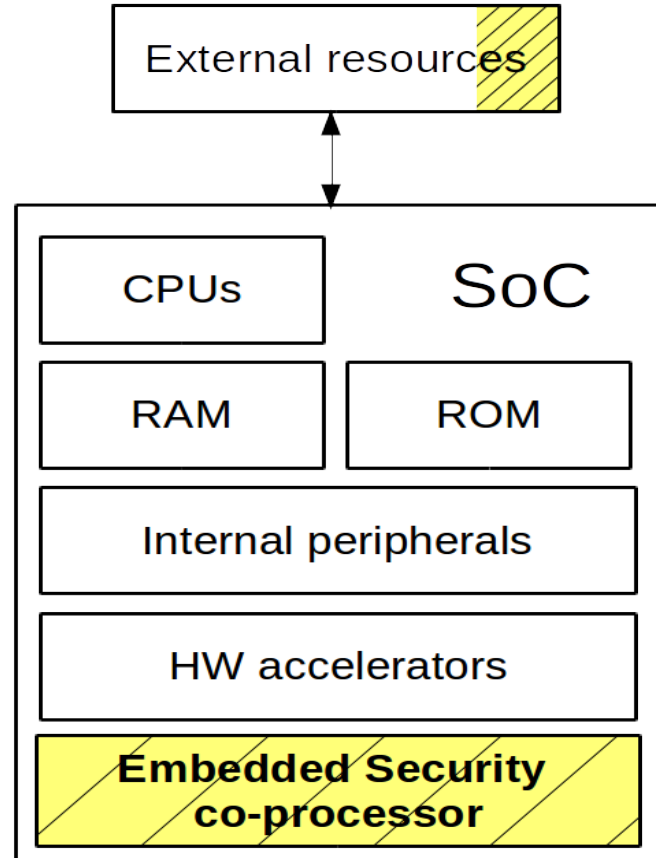 External resources
CPUs
SoC
RAM
ROM
Internal peripherals
HW accelerators
Embedded Security
co-processor